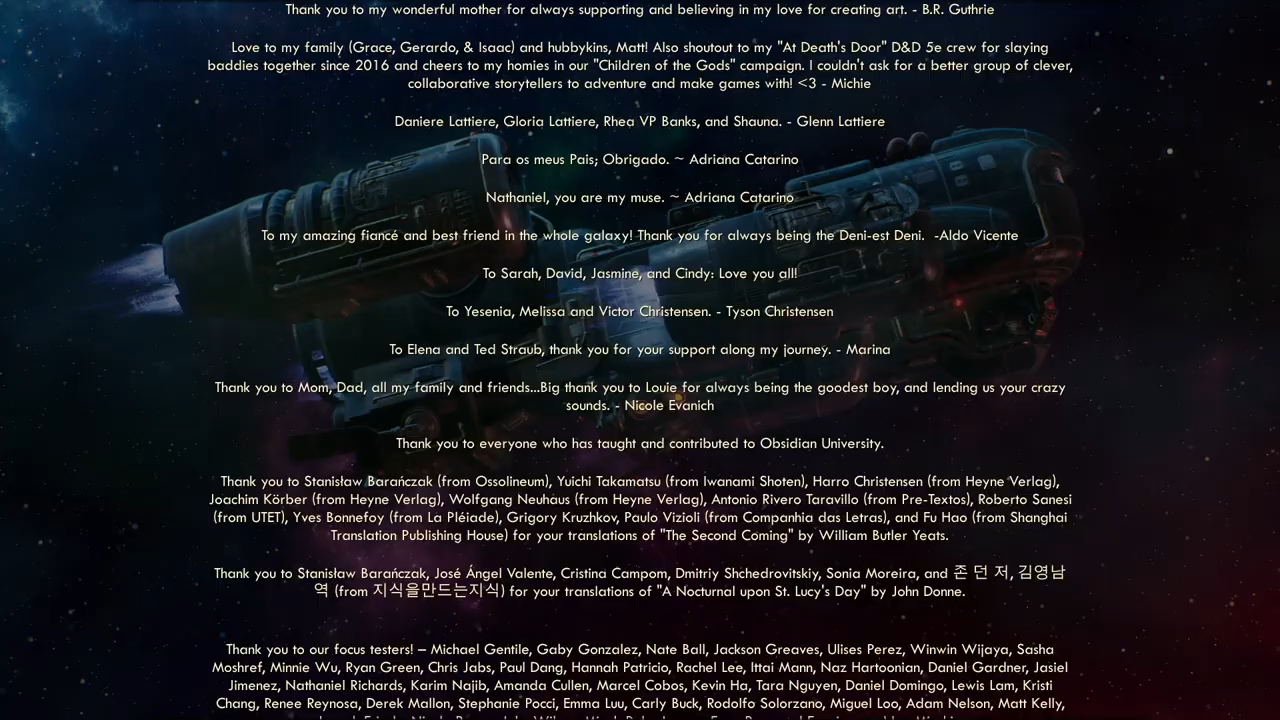 Thank you to my wonderful mother for always supporting and believing in my love for creating art. - B.R. Guthrie
Love to my family (Grace, Gerardo, & Isaac) and hubbykins, Matt! Also shoutout to my "At Death's Door" D&D 5e crew for slaying
baddies together since 2016 and cheers to my homies in our "Children of the Gods" campaign. I couldn't ask for a better group of clever,
collaborative storytellers to adventure and make games with! <3 - Michie
Daniere Lattiere, Gloria Lattiere, Rhea VP Banks, and Shauna. - Glenn Lattiere
Para os meus Pais; Obrigado. ~ Adriana Catarino
Nathaniel, you are my muse. ~ Adriana Catarino
To my amazing fiancé and best friend in the whole galaxy! Thank you for always being the Deni-est Deni.  -Aldo Vicente
To Sarah, David, Jasmine, and Cindy: Love you all!
To Yesenia, Melissa and Victor Christensen. - Tyson Christensen
To Elena and Ted Straub, thank you for your support along my journey. - Marina
Thank you to Mom, Dad, all my family and friends...Big thank you to Louie for always being the goodest boy, and lending us your crazy
sounds. - Nicole Evanich
Thank you to everyone who has taught and contributed to Obsidian University.
Thank you to Stanisław Barańczak (from Ossolineum), Yuichi Takamatsu (from Iwanami Shoten), Harro Christensen (from Heyne Verlag),
Joachim Körber (from Heyne Verlag), Wolfgang Neuhaus (from Heyne Verlag), Antonio Rivero Taravillo (from Pre-Textos), Roberto Sanesi
(from UTET), Yves Bonnefoy (from La Pléiade), Grigory Kruzhkov, Paulo Vizioli (from Companhia das Letras), and Fu Hao (from Shanghai
Translation Publishing House) for your translations of "The Second Coming" by William Butler Yeats.
Thank you to Stanisław Barańczak, José Ángel Valente, Cristina Campom, Dmitriy Shchedrovitskiy, Sonia Moreira, and 존 던 저, 김영남
역 (from 지식을만드는지식) for your translations of "A Nocturnal upon St. Lucy's Day" by John Donne.
Thank you to our focus testers! – Michael Gentile, Gaby Gonzalez, Nate Ball, Jackson Greaves, Ulises Perez, Winwin Wijaya, Sasha
Moshref, Minnie Wu, Ryan Green, Chris Jabs, Paul Dang, Hannah Patricio, Rachel Lee, Ittai Mann, Naz Hartoonian, Daniel Gardner, Jasiel
Jimenez, Nathaniel Richards, Karim Najib, Amanda Cullen, Marcel Cobos, Kevin Ha, Tara Nguyen, Daniel Domingo, Lewis Lam, Kristi
Chang, Renee Reynosa, Derek Mallon, Stephanie Pocci, Emma Luu, Carly Buck, Rodolfo Solorzano, Miguel Loo, Adam Nelson, Matt Kelly,